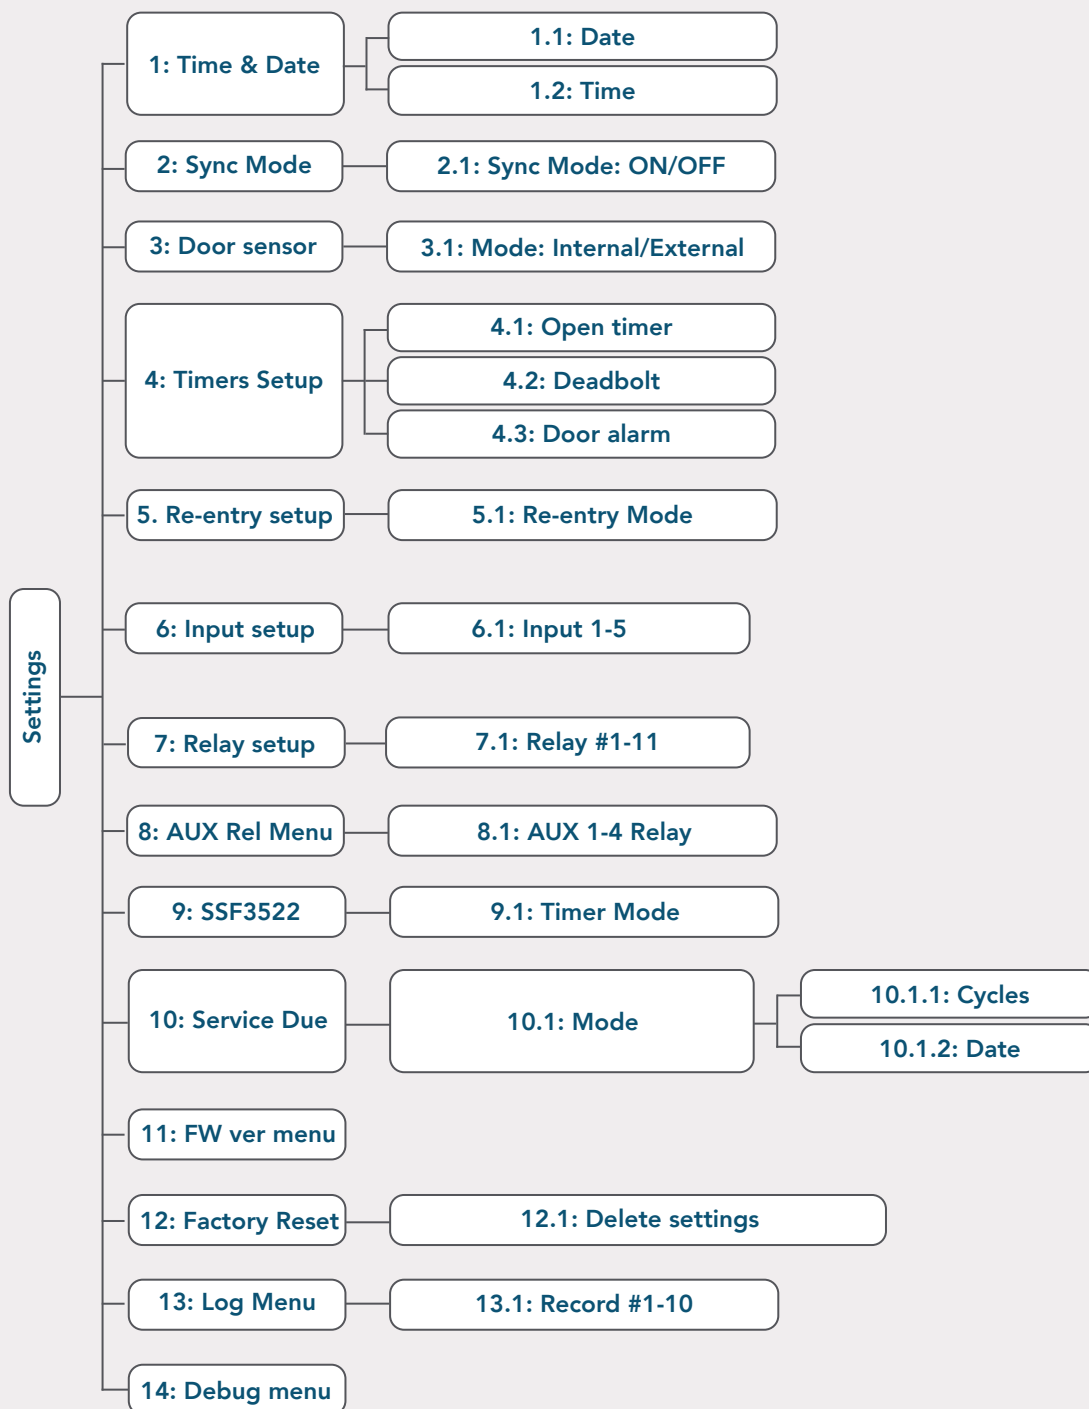 Settings
1: Time & Date
1.1: Date
1.2: Time
2: Sync Mode
2.1: Sync Mode: ON/OFF
3: Door sensor
3.1: Mode: Internal/External
4: Timers Setup
4.1: Open timer
4.2: Deadbolt
4.3: Door alarm
5. Re-entry setup
5.1: Re-entry Mode
6: Input setup
6.1: Input 1-5
7: Relay setup
7.1: Relay #1-11
8: AUX Rel Menu
8.1: AUX 1-4 Relay
9: SSF3522
9.1: Timer Mode
10: Service Due
10.1: Mode
10.1.1: Cycles
10.1.2: Date
11: FW ver menu
12: Factory Reset
12.1: Delete settings
13: Log Menu
13.1: Record #1-10
14: Debug menu